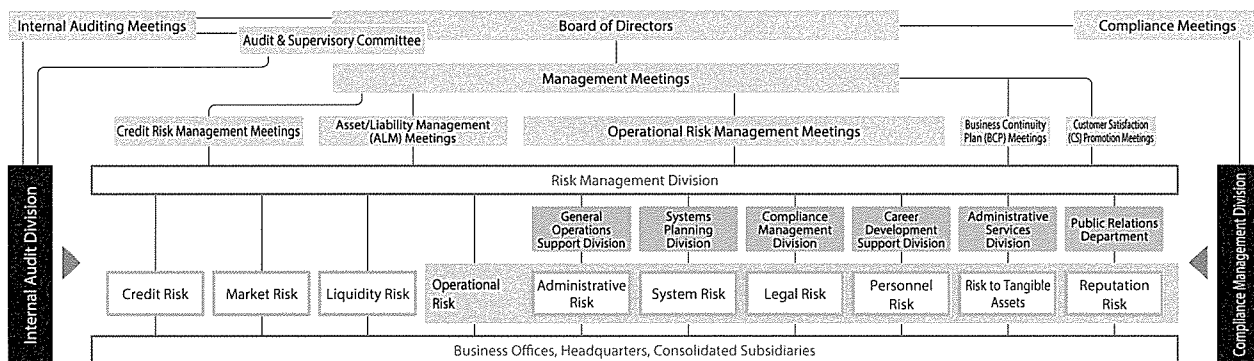 Internal Auditing Meetings
Board of Directors
Compliance Meetings
Audit & Supervisory Committee
Management Meetings
Credit Risk Management Meetings
Asset/Liability Management
(ALM) Meetings
Operational Risk Management Meetings
Business Continuity
Plan (BCP) Meetings
Customer Satisfaction
(CS) Promotion Meetings
Internal Audit Division
Risk Management Division
Compliance Management Division
General
Operations
Support Division
Systems
Planning
Division
Compliance
Management
Division
Career
Development
Support Division
Administrative
Services
Division
Public Relations
Department
Credit Risk
Market Risk
Liquidity Risk
Operational
Risk
Administrative
Risk
System Risk
Legal Risk
Personnel
Risk
Risk to Tangible
Assets
Reputation
Risk
Business Offices, Headquarters, Consolidated Subsidiaries